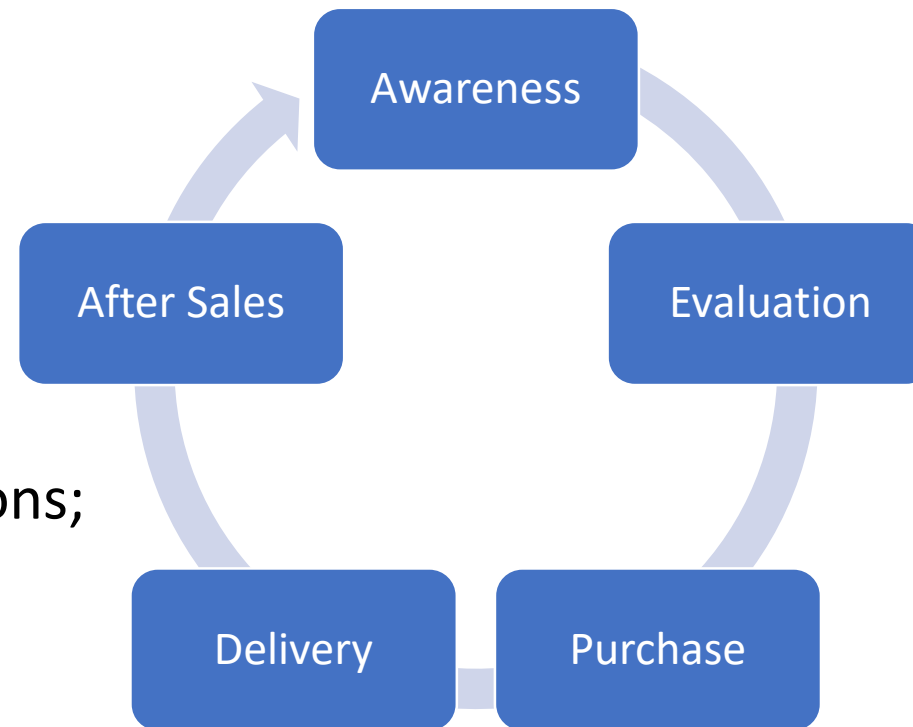 Awareness
After Sales
Evaluation
ons;
Delivery
Purchase